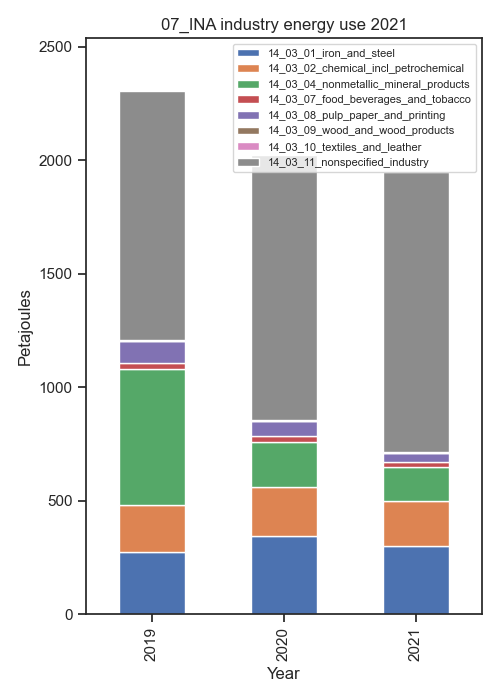 07_INA industry energy use 2021
14_03_01_iron_and_steel
14_03_02_chemical_incl_petrochemical
14_03_04_nonmetallic_mineral_products
14_03_07_food_beverages_and_tobacco
14_03_08_pulp_paper_and_printing
14_03_09_wood_and_wood_products
14_03_10_textiles_and_leather
14_03_11_nonspecified_industry
Petajoules
2500
2000
1500
1000
500
0
2019
2020
2021
Year